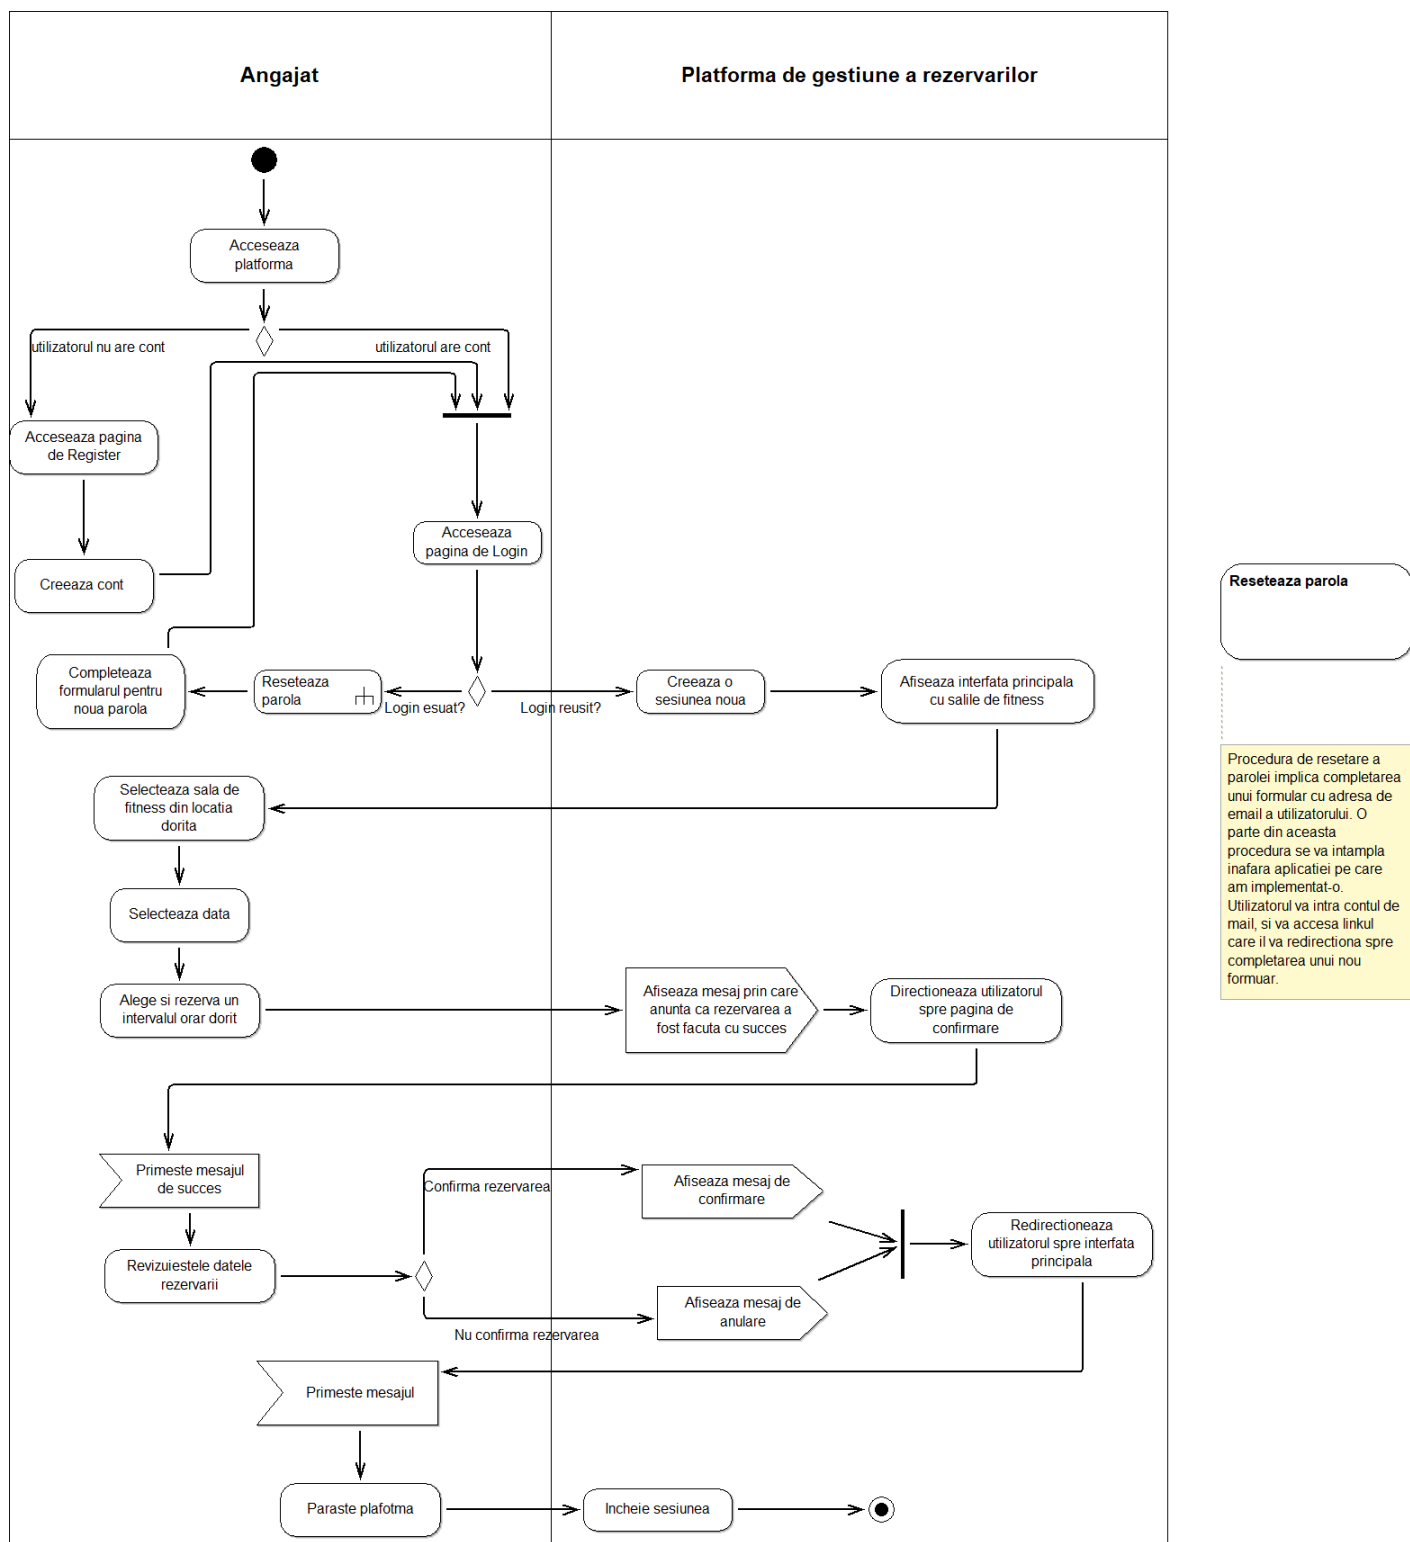 Angajat
Platforma de gestiune a rezervarilor
Acceseaza
platforma
utilizatorul nu are cont
utilizatorul are cont
Acceseaza pagina
de Register
Creeaza cont
Acceseaza
pagina de Login
Completeaza
formularul pentru
noua parola
Reseteaza
parola
Login esuat?
Login reusit?
Creeaza o
sesiunea noua
Afiseaza interfata principala
cu salile de fitness
Selecteaza sala de
fitness din locatia
dorita
Selecteaza data
Alege si rezerva un
intervalul orar dorit
Afiseaza mesaj prin care
anunta ca rezervarea a
fost facuta cu succes
Directioneaza utilizatorul
spre pagina de
confirmare
Primeste mesajul
de succes
Revizuiestele datele
rezervarii
Confirma rezervarea
Nu confirma rezervarea
Afiseaza mesaj de
confirmare
Afiseaza mesaj de
anulare
Redirectioneaza
utilizatorul spre interfata
principala
Primeste mesajul
Paraste plafotma
Incheie sesiunea
Reseteaza parola
Procedura de resetare a
parolei implica completarea
unui formular cu adresa de
email a utilizatorului. O
parte din aceasta
procedura se va intampla
inafara aplicatiei pe care
am implementat-o.
Utilizatorul va intra contul de
mail, si va accesa linkul
care il va redirectiona spre
completarea unui nou
formuar.